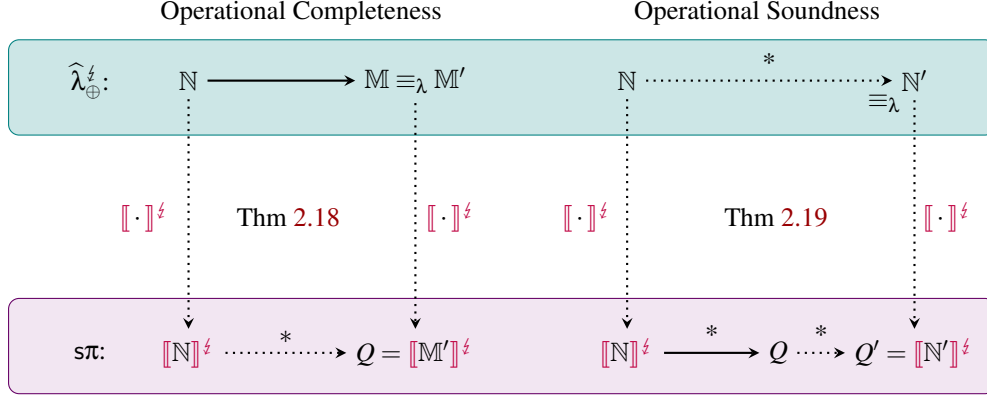 Operational Completeness Operational Soundness
λ̂⊕↯: ℕ 𝕄 ≡λ 𝕄′ ℕ * ≡λ ℕ′
⟦·⟧↯ Thm 2.18 ⟦·⟧↯ ⟦·⟧↯ Thm 2.19 ⟦·⟧↯
sπ: ⟦ℕ⟧↯ * Q = ⟦𝕄′⟧↯ ⟦ℕ⟧↯ * Q * Q′ = ⟦ℕ′⟧↯